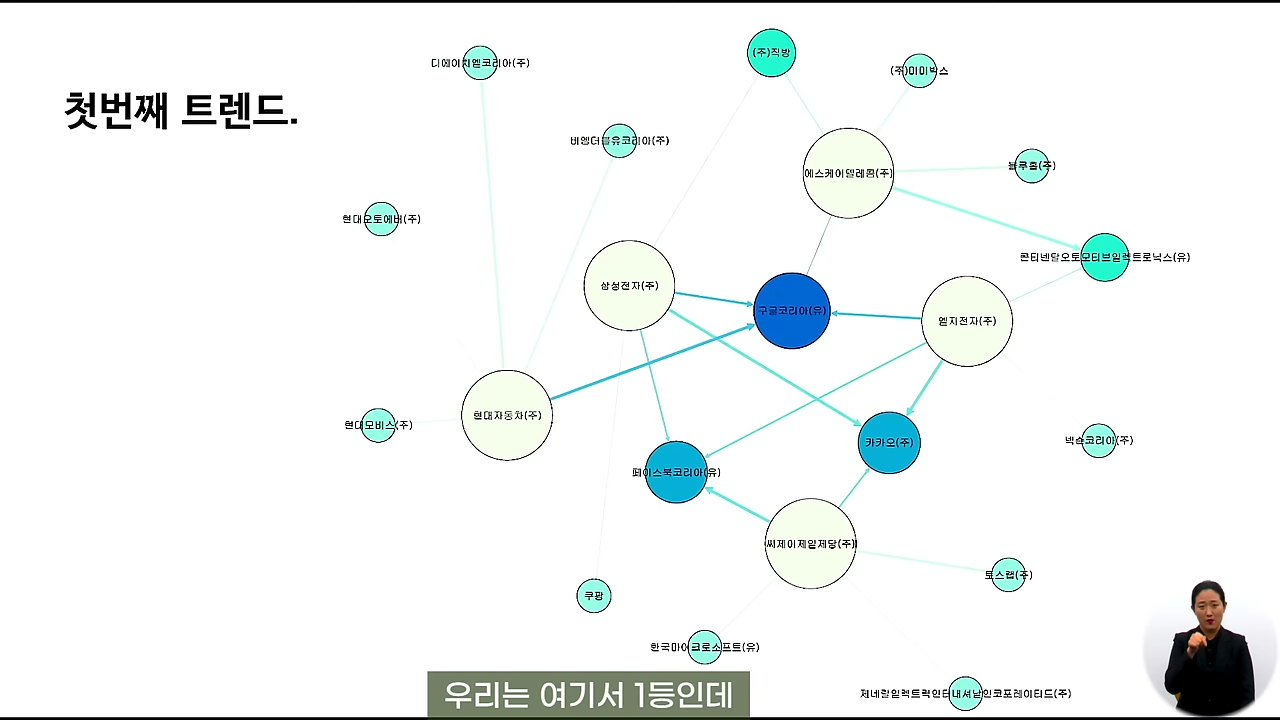 첫번째 트렌드.
(주)직방
디에이치엠코리아(주)
(주)미미박스
비엠더블유코리아(주)
블루홀(주)
에스케이텔레콤(주)
현대오토에버(주)
콘티넨탈오토모티브일렉트로닉스(유)
삼성전자(주)
구글코리아(유)
엘지전자(주)
현대자동차(주)
현대모비스(주)
카카오(주)
넥슨코리아(주)
페이스북코리아(유)
씨제이제일제당(주)
토스랩(주)
쿠팡
한국마이크로소프트(유)
제네랄일렉트릭인터내셔날인코프레이티드(주)
우리는 여기서 1등인데